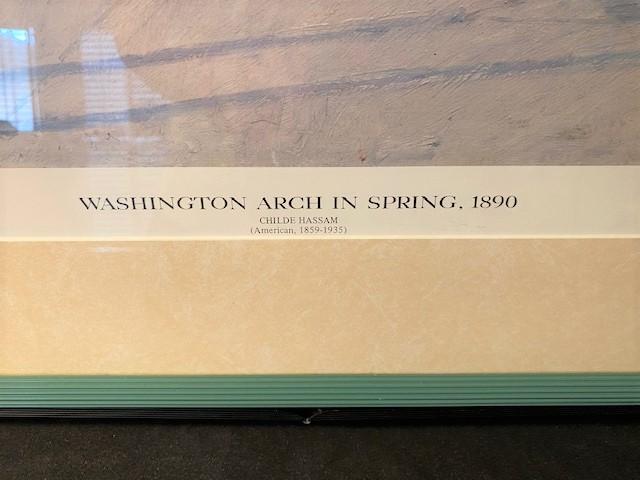 WASHINGTON ARCH IN SPRING, 1890
CHILDE HASSAM
(American, 1859-1935)